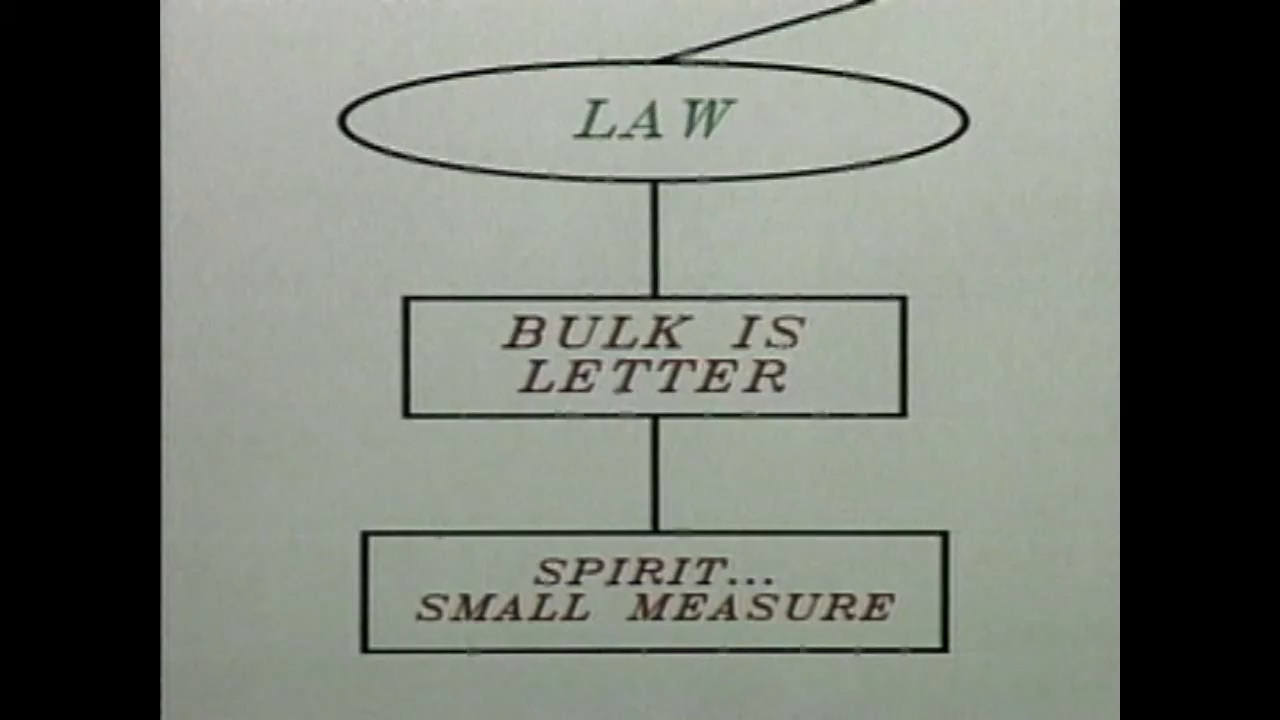 LAW
BULK IS
LETTER
SPIRIT...
SMALL MEASURE